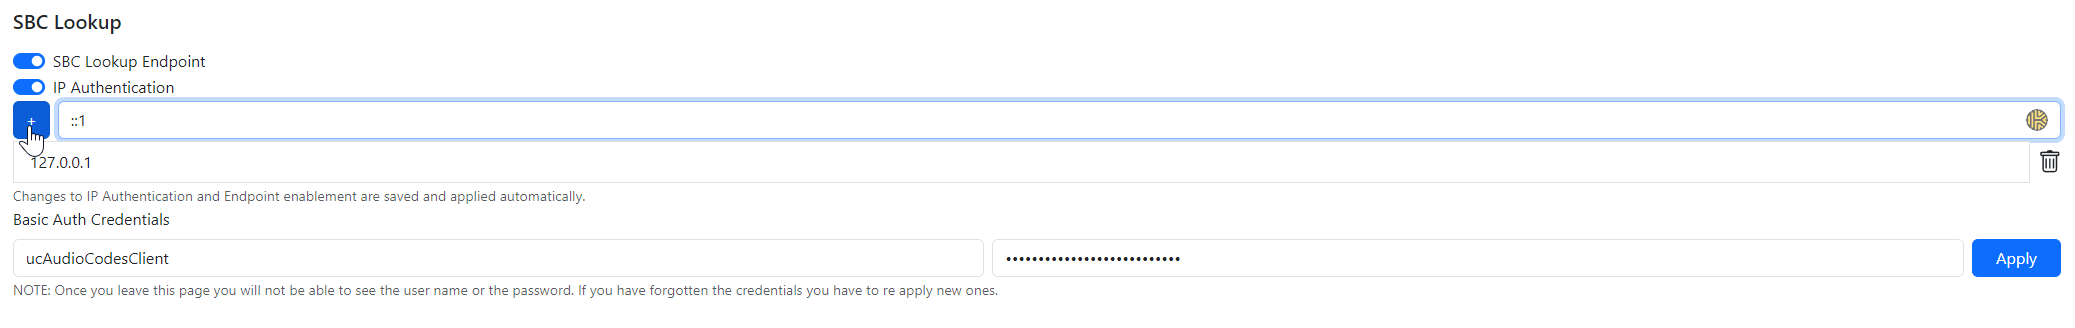 SBC Lookup
SBC Lookup Endpoint
IP Authentication
+ ::1
127.0.0.1
Changes to IP Authentication and Endpoint enablement are saved and applied automatically.
Basic Auth Credentials
ucAudioCodesClient ••••••••••••••••••••••••••• Apply
NOTE: Once you leave this page you will not be able to see the user name or the password. If you have forgotten the credentials you have to re apply new ones.